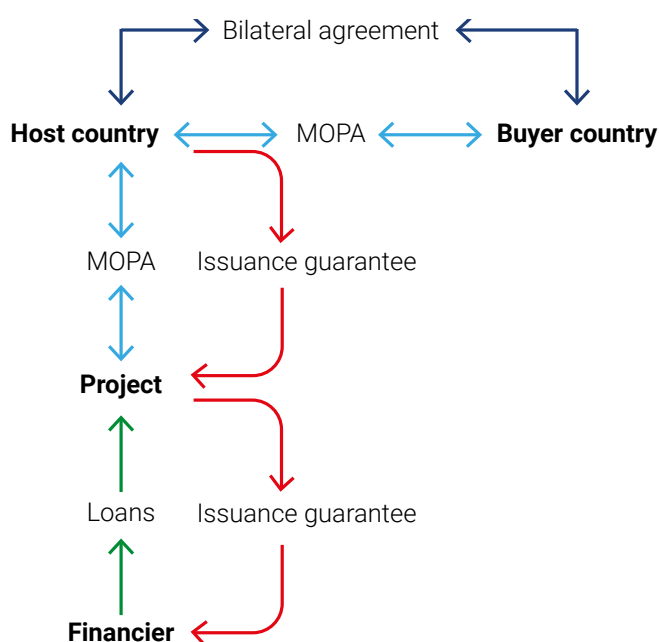 Bilateral agreement
Host country
MOPA
Buyer country
MOPA
Issuance guarantee
Project
Loans
Issuance guarantee
Financier